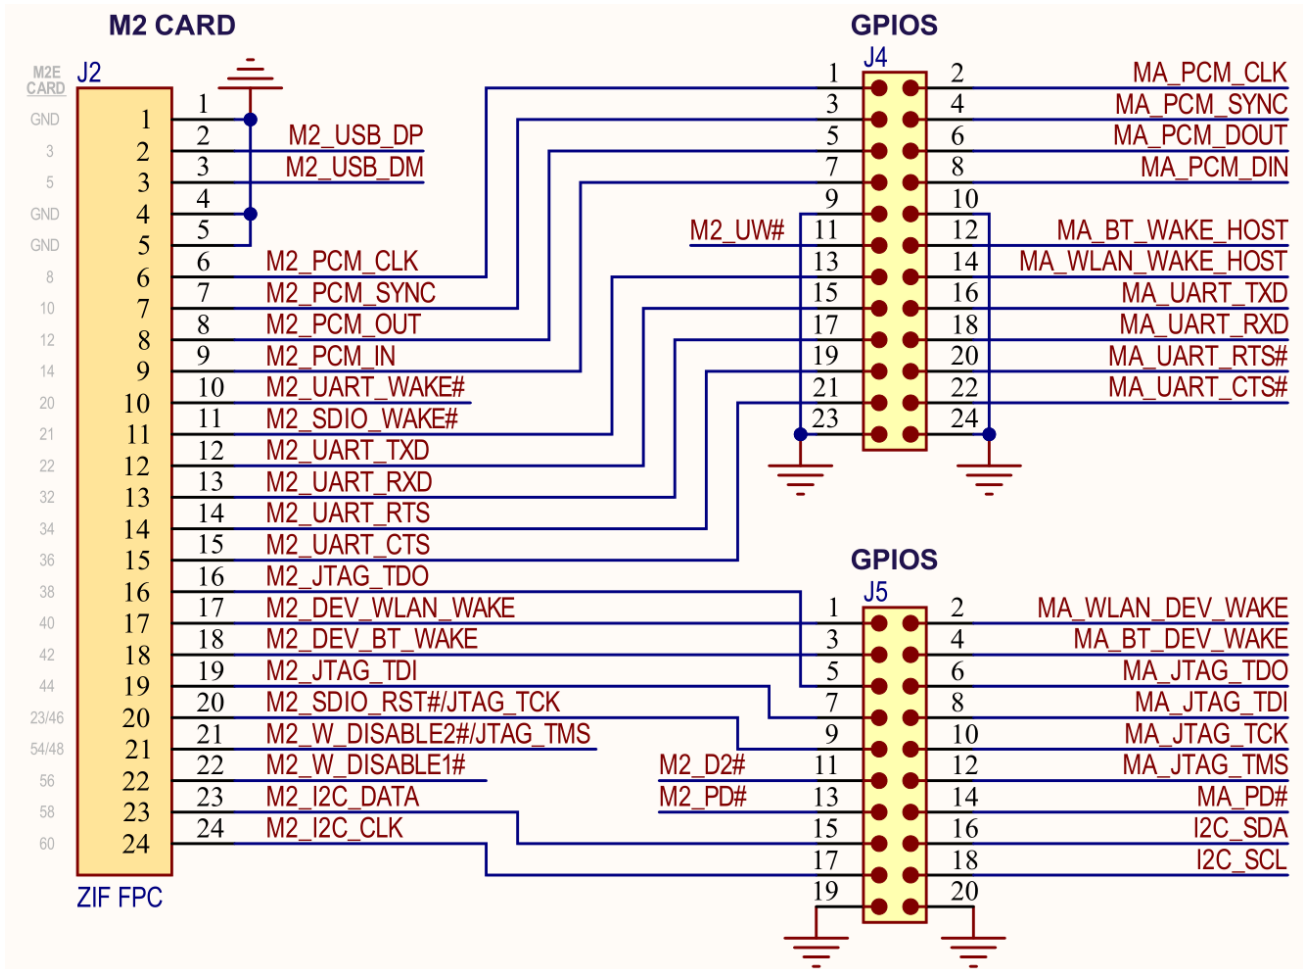 M2 CARD
M2E
CARD
J2
GND 1 1
3 2 2 M2_USB_DP
5 3 3 M2_USB_DM
GND 4 4
GND 5 5
8 6 6 M2_PCM_CLK
10 7 7 M2_PCM_SYNC
12 8 8 M2_PCM_OUT
14 9 9 M2_PCM_IN
20 10 10 M2_UART_WAKE#
21 11 11 M2_SDIO_WAKE#
22 12 12 M2_UART_TXD
32 13 13 M2_UART_RXD
34 14 14 M2_UART_RTS
36 15 15 M2_UART_CTS
38 16 16 M2_JTAG_TDO
40 17 17 M2_DEV_WLAN_WAKE
42 18 18 M2_DEV_BT_WAKE
44 19 19 M2_JTAG_TDI
23/46 20 20 M2_SDIO_RST#/JTAG_TCK
54/48 21 21 M2_W_DISABLE2#/JTAG_TMS
56 22 22 M2_W_DISABLE1#
58 23 23 M2_I2C_DATA
60 24 24 M2_I2C_CLK
ZIF FPC
GPIOS
J4
1 2 MA_PCM_CLK
3 4 MA_PCM_SYNC
5 6 MA_PCM_DOUT
7 8 MA_PCM_DIN
9 10
M2_UW# 11 12 MA_BT_WAKE_HOST
13 14 MA_WLAN_WAKE_HOST
15 16 MA_UART_TXD
17 18 MA_UART_RXD
19 20 MA_UART_RTS#
21 22 MA_UART_CTS#
23 24
GPIOS
J5
1 2 MA_WLAN_DEV_WAKE
3 4 MA_BT_DEV_WAKE
5 6 MA_JTAG_TDO
7 8 MA_JTAG_TDI
9 10 MA_JTAG_TCK
M2_D2# 11 12 MA_JTAG_TMS
M2_PD# 13 14 MA_PD#
15 16 I2C_SDA
17 18 I2C_SCL
19 20